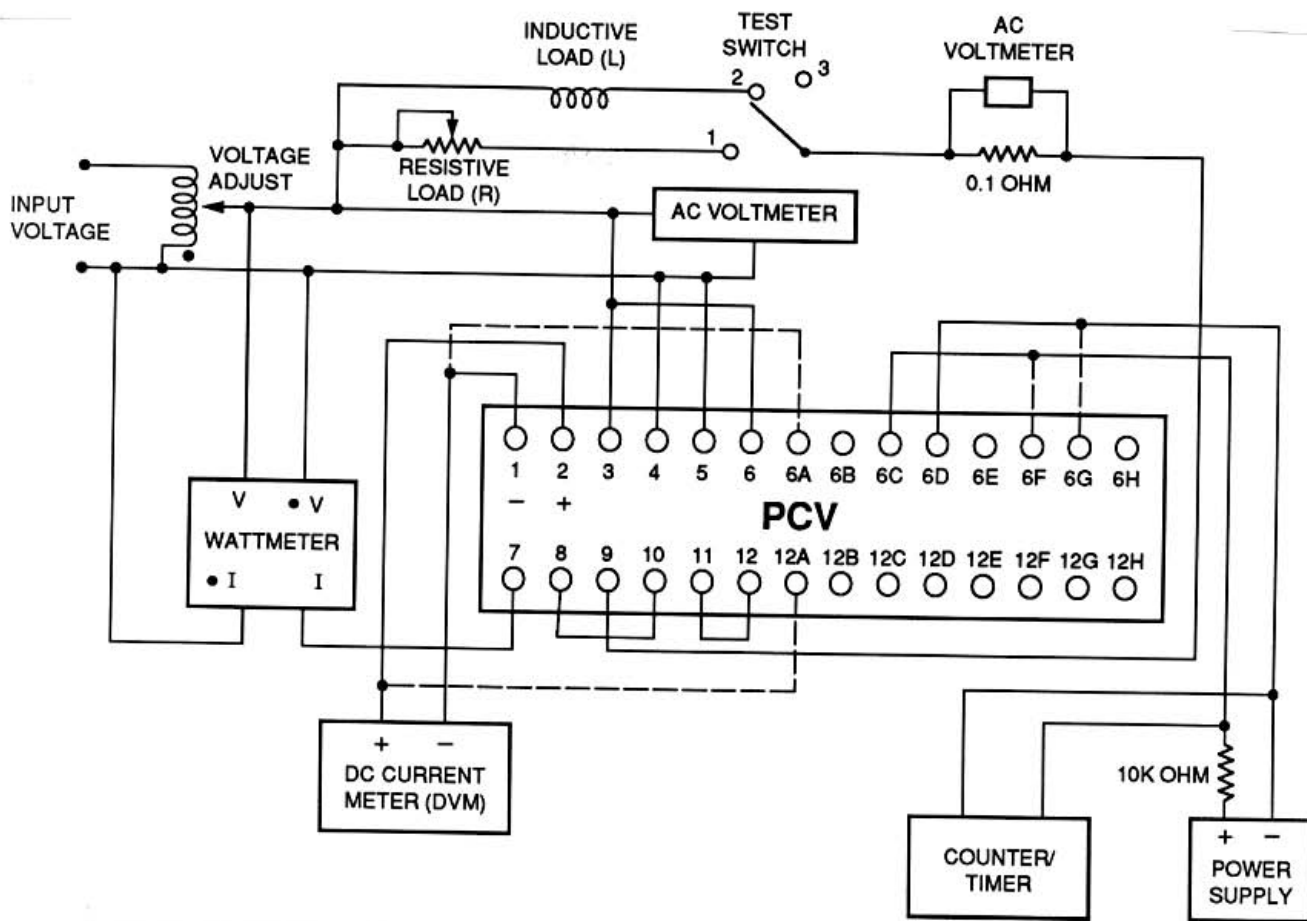 INDUCTIVE
LOAD (L)
TEST
SWITCH
AC
VOLTMETER
2
3
1
VOLTAGE
ADJUST
RESISTIVE
LOAD (R)
0.1 OHM
INPUT
VOLTAGE
AC VOLTMETER
1 2 3 4 5 6 6A 6B 6C 6D 6E 6F 6G 6H
− +
PCV
V V
WATTMETER
I I
7 8 9 10 11 12 12A 12B 12C 12D 12E 12F 12G 12H
+ −
DC CURRENT
METER (DVM)
10K OHM
COUNTER/
TIMER
+ −
POWER
SUPPLY